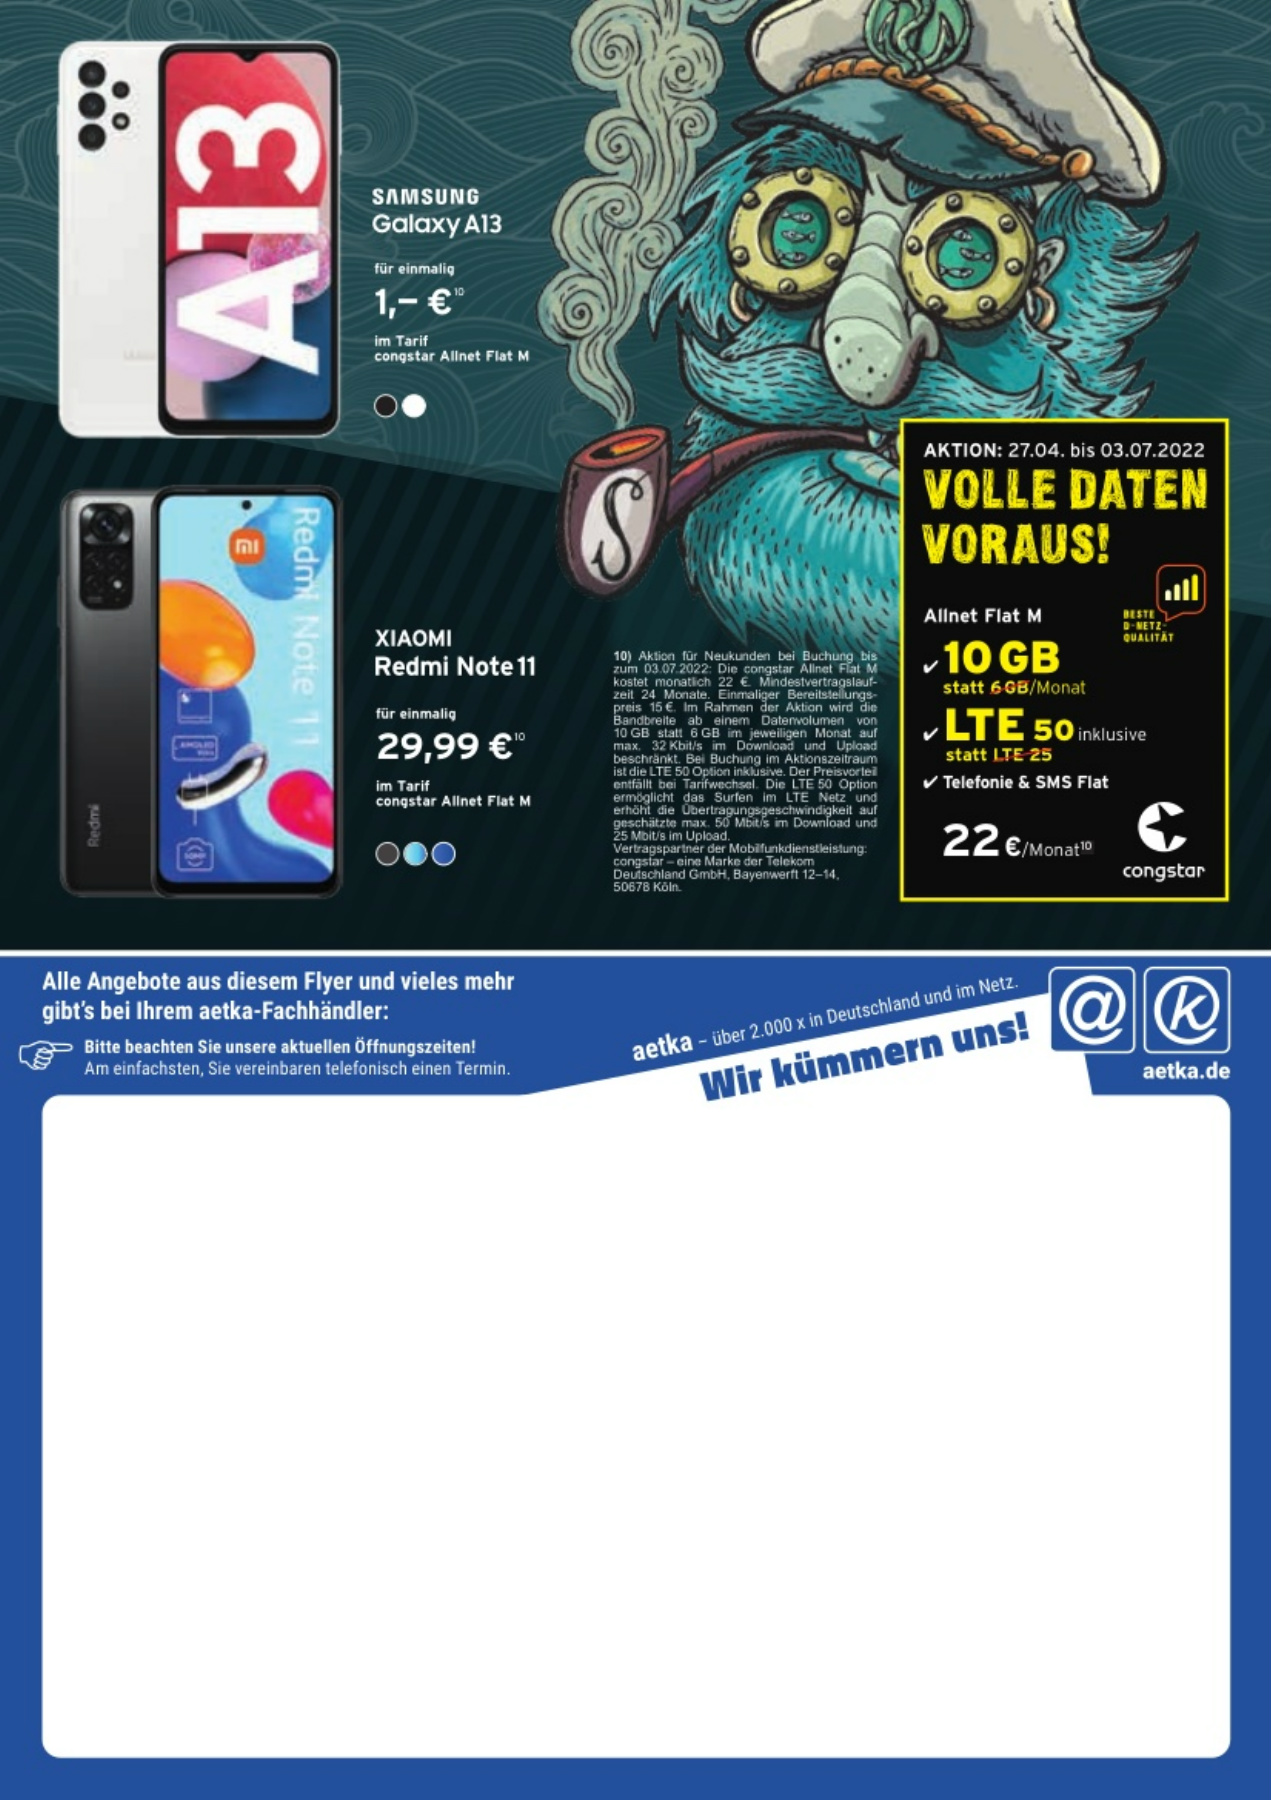 A13
SAMSUNG
Galaxy A13
für einmalig
1,– €10
im Tarif
congstar Allnet Flat M
S
AKTION: 27.04. bis 03.07.2022
VOLLE DATEN
VORAUS!
BESTE
D-NETZ-
QUALITÄT
Allnet Flat M
✓ 10 GB
statt 6 GB/Monat
✓ LTE 50 inklusive
statt LTE 25
✓ Telefonie & SMS Flat
22 €/Monat10
congstar
Redmi Note 11
Redmi
XIAOMI
Redmi Note 11
für einmalig
29,99 €10
im Tarif
congstar Allnet Flat M
10) Aktion für Neukunden bei Buchung bis
zum 03.07.2022: Die congstar Allnet Flat M
kostet monatlich 22 €. Mindestvertragslauf-
zeit 24 Monate. Einmaliger Bereitstellungs-
preis 15 €. Im Rahmen der Aktion wird die
Bandbreite ab einem Datenvolumen von
10 GB statt 6 GB im jeweiligen Monat auf
max. 32 Kbit/s im Download und Upload
beschränkt. Bei Buchung im Aktionszeitraum
ist die LTE 50 Option inklusive. Der Preisvorteil
entfällt bei Tarifwechsel. Die LTE 50 Option
ermöglicht das Surfen im LTE Netz und
erhöht die Übertragungsgeschwindigkeit auf
geschätzte max. 50 Mbit/s im Download und
25 Mbit/s im Upload.
Vertragspartner der Mobilfunkdienstleistung:
congstar – eine Marke der Telekom
Deutschland GmbH, Bayenwerft 12–14,
50678 Köln.
Alle Angebote aus diesem Flyer und vieles mehr
gibt's bei Ihrem aetka-Fachhändler:
Bitte beachten Sie unsere aktuellen Öffnungszeiten!
Am einfachsten, Sie vereinbaren telefonisch einen Termin.
aetka – über 2.000 x in Deutschland und im Netz.
Wir kümmern uns!
@ k
aetka.de